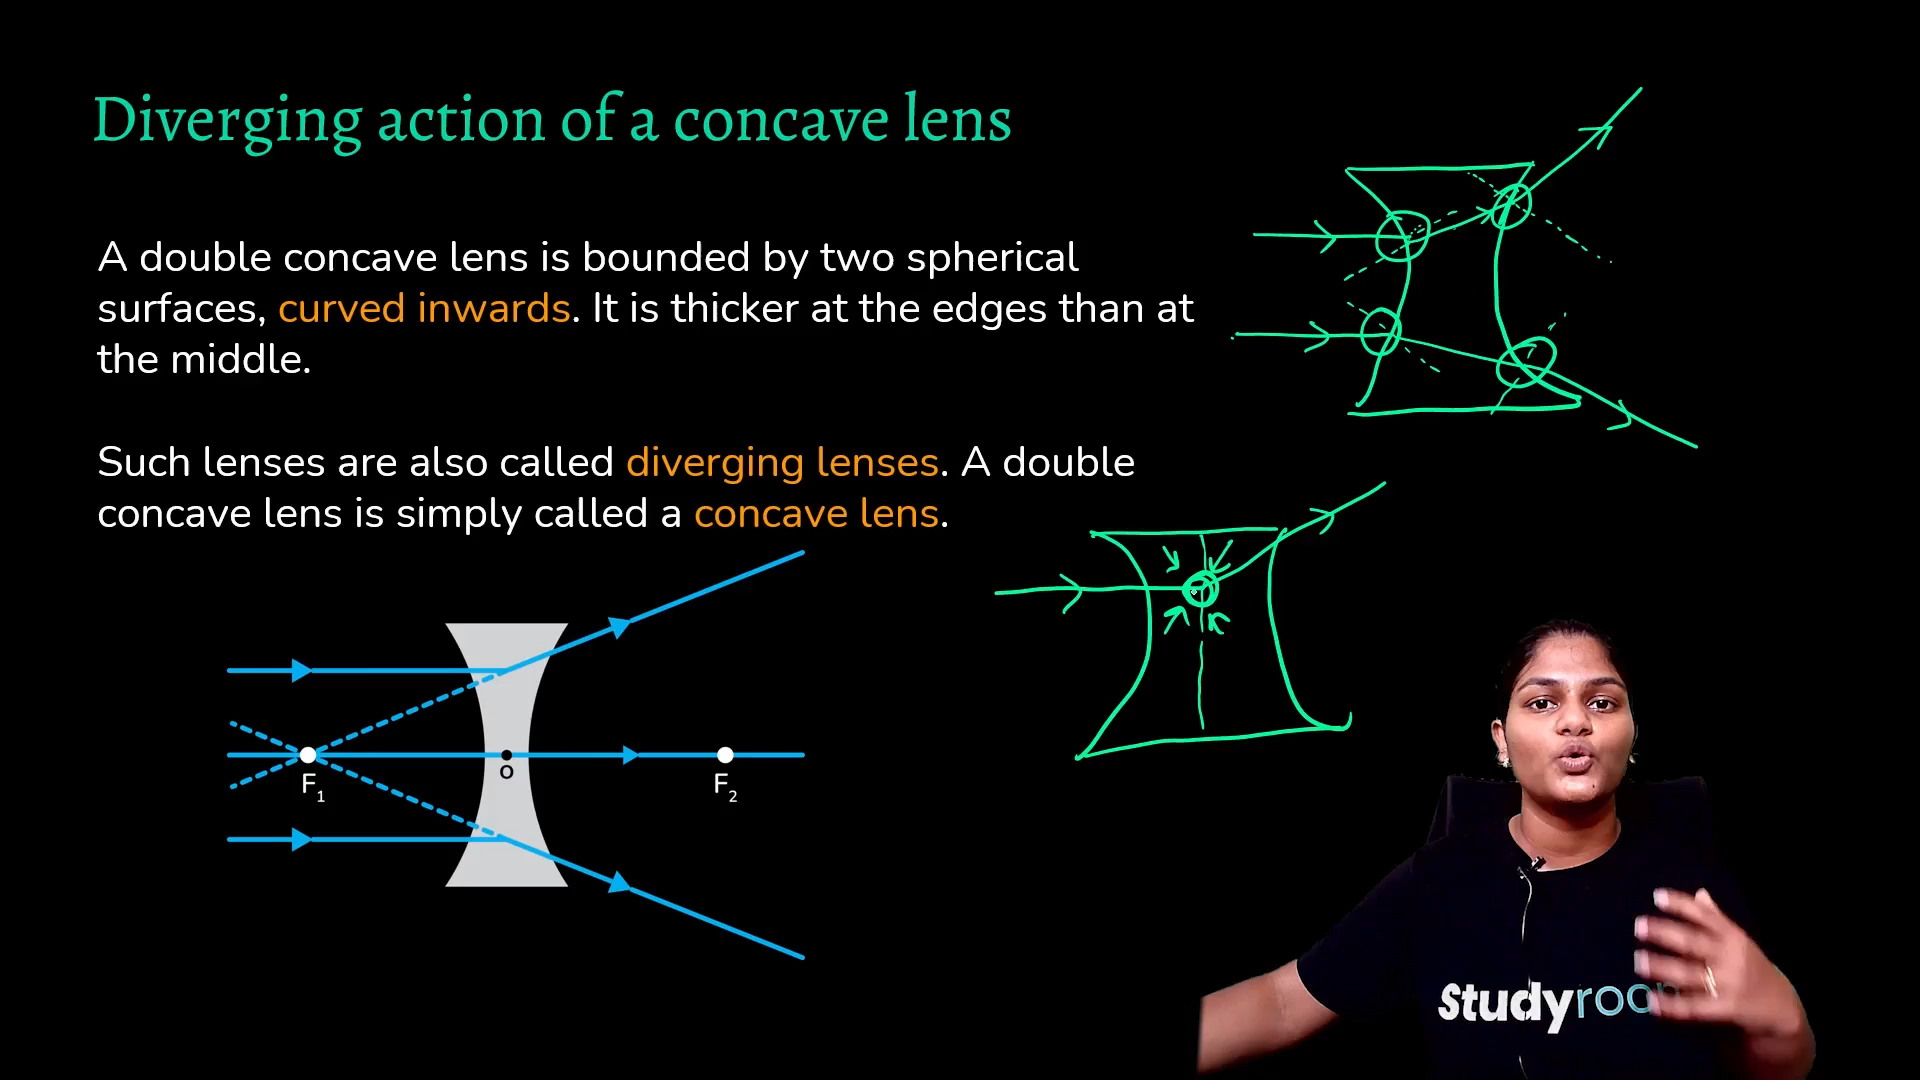 Diverging action of a concave lens
A double concave lens is bounded by two spherical
surfaces, curved inwards. It is thicker at the edges than at
the middle.
Such lenses are also called diverging lenses. A double
concave lens is simply called a concave lens.
F1
O
F2
Studyroo